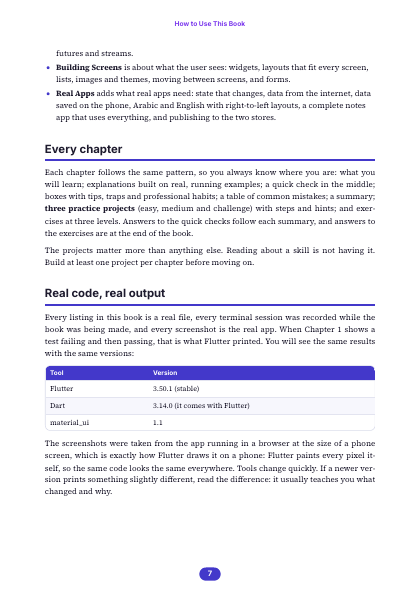 How to Use This Book
futures and streams.
• Building Screens is about what the user sees: widgets, layouts that fit every screen,
lists, images and themes, moving between screens, and forms.
• Real Apps adds what real apps need: state that changes, data from the internet, data
saved on the phone, Arabic and English with right-to-left layouts, a complete notes
app that uses everything, and publishing to the two stores.
Every chapter
Each chapter follows the same pattern, so you always know where you are: what you
will learn; explanations built on real, running examples; a quick check in the middle;
boxes with tips, traps and professional habits; a table of common mistakes; a summary;
three practice projects (easy, medium and challenge) with steps and hints; and exer-
cises at three levels. Answers to the quick checks follow each summary, and answers to
the exercises are at the end of the book.
The projects matter more than anything else. Reading about a skill is not having it.
Build at least one project per chapter before moving on.
Real code, real output
Every listing in this book is a real file, every terminal session was recorded while the
book was being made, and every screenshot is the real app. When Chapter 1 shows a
test failing and then passing, that is what Flutter printed. You will see the same results
with the same versions:
Tool Version
Flutter 3.50.1 (stable)
Dart 3.14.0 (it comes with Flutter)
material_ui 1.1
The screenshots were taken from the app running in a browser at the size of a phone
screen, which is exactly how Flutter draws it on a phone: Flutter paints every pixel it-
self, so the same code looks the same everywhere. Tools change quickly. If a newer ver-
sion prints something slightly different, read the difference: it usually teaches you what
changed and why.
7